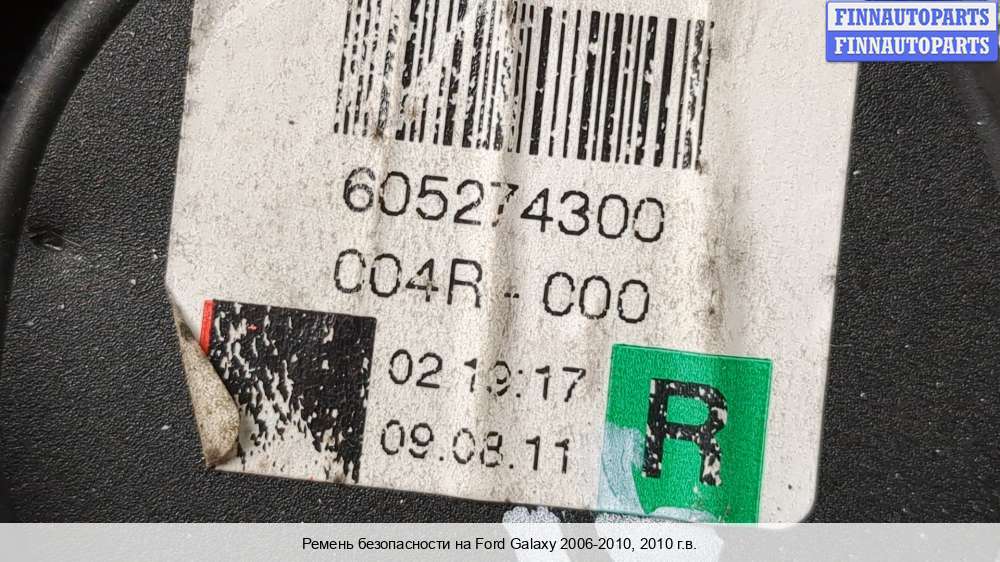 FINNAUTOPARTS
FINNAUTOPARTS
605274300
C04R - C00
02 19:17
09.08.11
R
Ремень безопасности на Ford Galaxy 2006-2010, 2010 г.в.